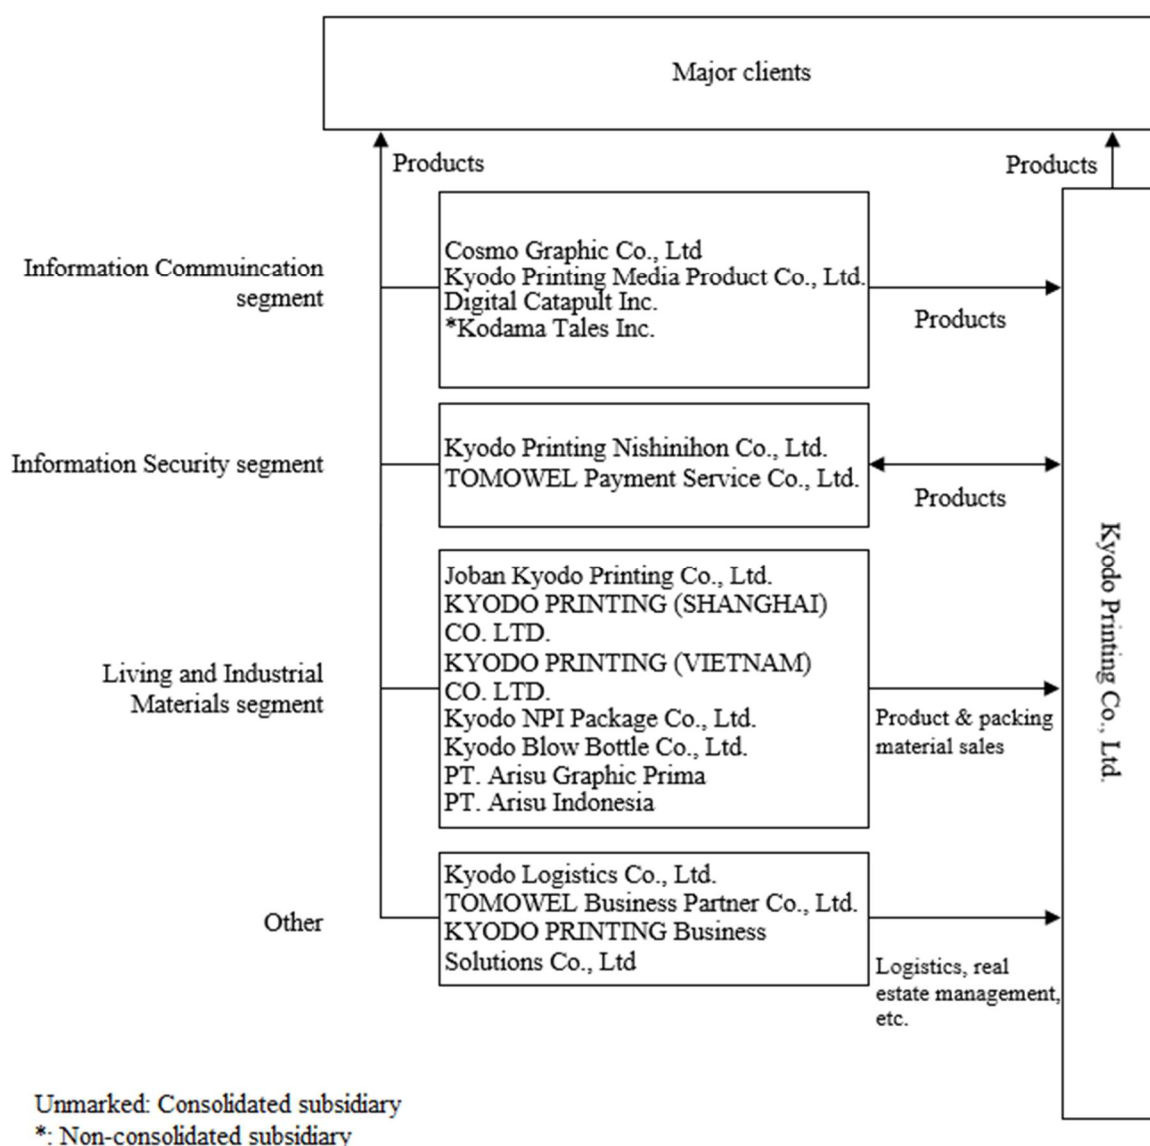 Major clients
Products
Products
Information Commuincation
segment
Cosmo Graphic Co., Ltd
Kyodo Printing Media Product Co., Ltd.
Digital Catapult Inc.
*Kodama Tales Inc.
Products
Information Security segment
Kyodo Printing Nishinihon Co., Ltd.
TOMOWEL Payment Service Co., Ltd.
Products
Living and Industrial
Materials segment
Joban Kyodo Printing Co., Ltd.
KYODO PRINTING (SHANGHAI)
CO. LTD.
KYODO PRINTING (VIETNAM)
CO. LTD.
Kyodo NPI Package Co., Ltd.
Kyodo Blow Bottle Co., Ltd.
PT. Arisu Graphic Prima
PT. Arisu Indonesia
Product & packing
material sales
Other
Kyodo Logistics Co., Ltd.
TOMOWEL Business Partner Co., Ltd.
KYODO PRINTING Business
Solutions Co., Ltd
Logistics, real
estate management,
etc.
Kyodo Printing Co., Ltd.
Unmarked: Consolidated subsidiary
*: Non-consolidated subsidiary